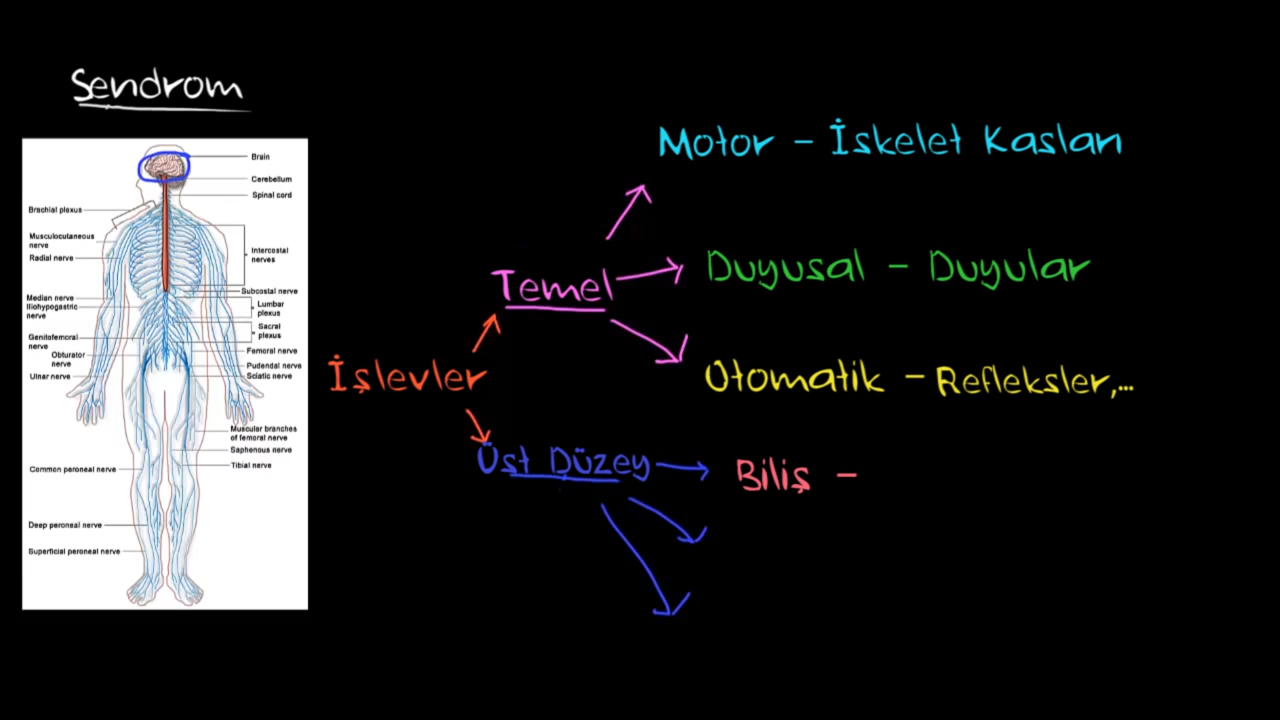 Sendrom
Brain
Cerebellum
Spinal cord
Brachial plexus
Musculocutaneous
nerve
Radial nerve
Intercostal
nerves
Subcostal nerve
Median nerve
Iliohypogastric
nerve
Lumbar
plexus
Sacral
plexus
Genitofemoral
nerve
Obturator
nerve
Ulnar nerve
Femoral nerve
Pudendal nerve
Sciatic nerve
Muscular branches
of femoral nerve
Saphenous nerve
Tibial nerve
Common peroneal nerve
Deep peroneal nerve
Superficial peroneal nerve
Motor - İskelet Kasları
Temel
Duyusal - Duyular
İşlevler
Otomatik - Refleksler,...
Üst Düzey
Biliş -